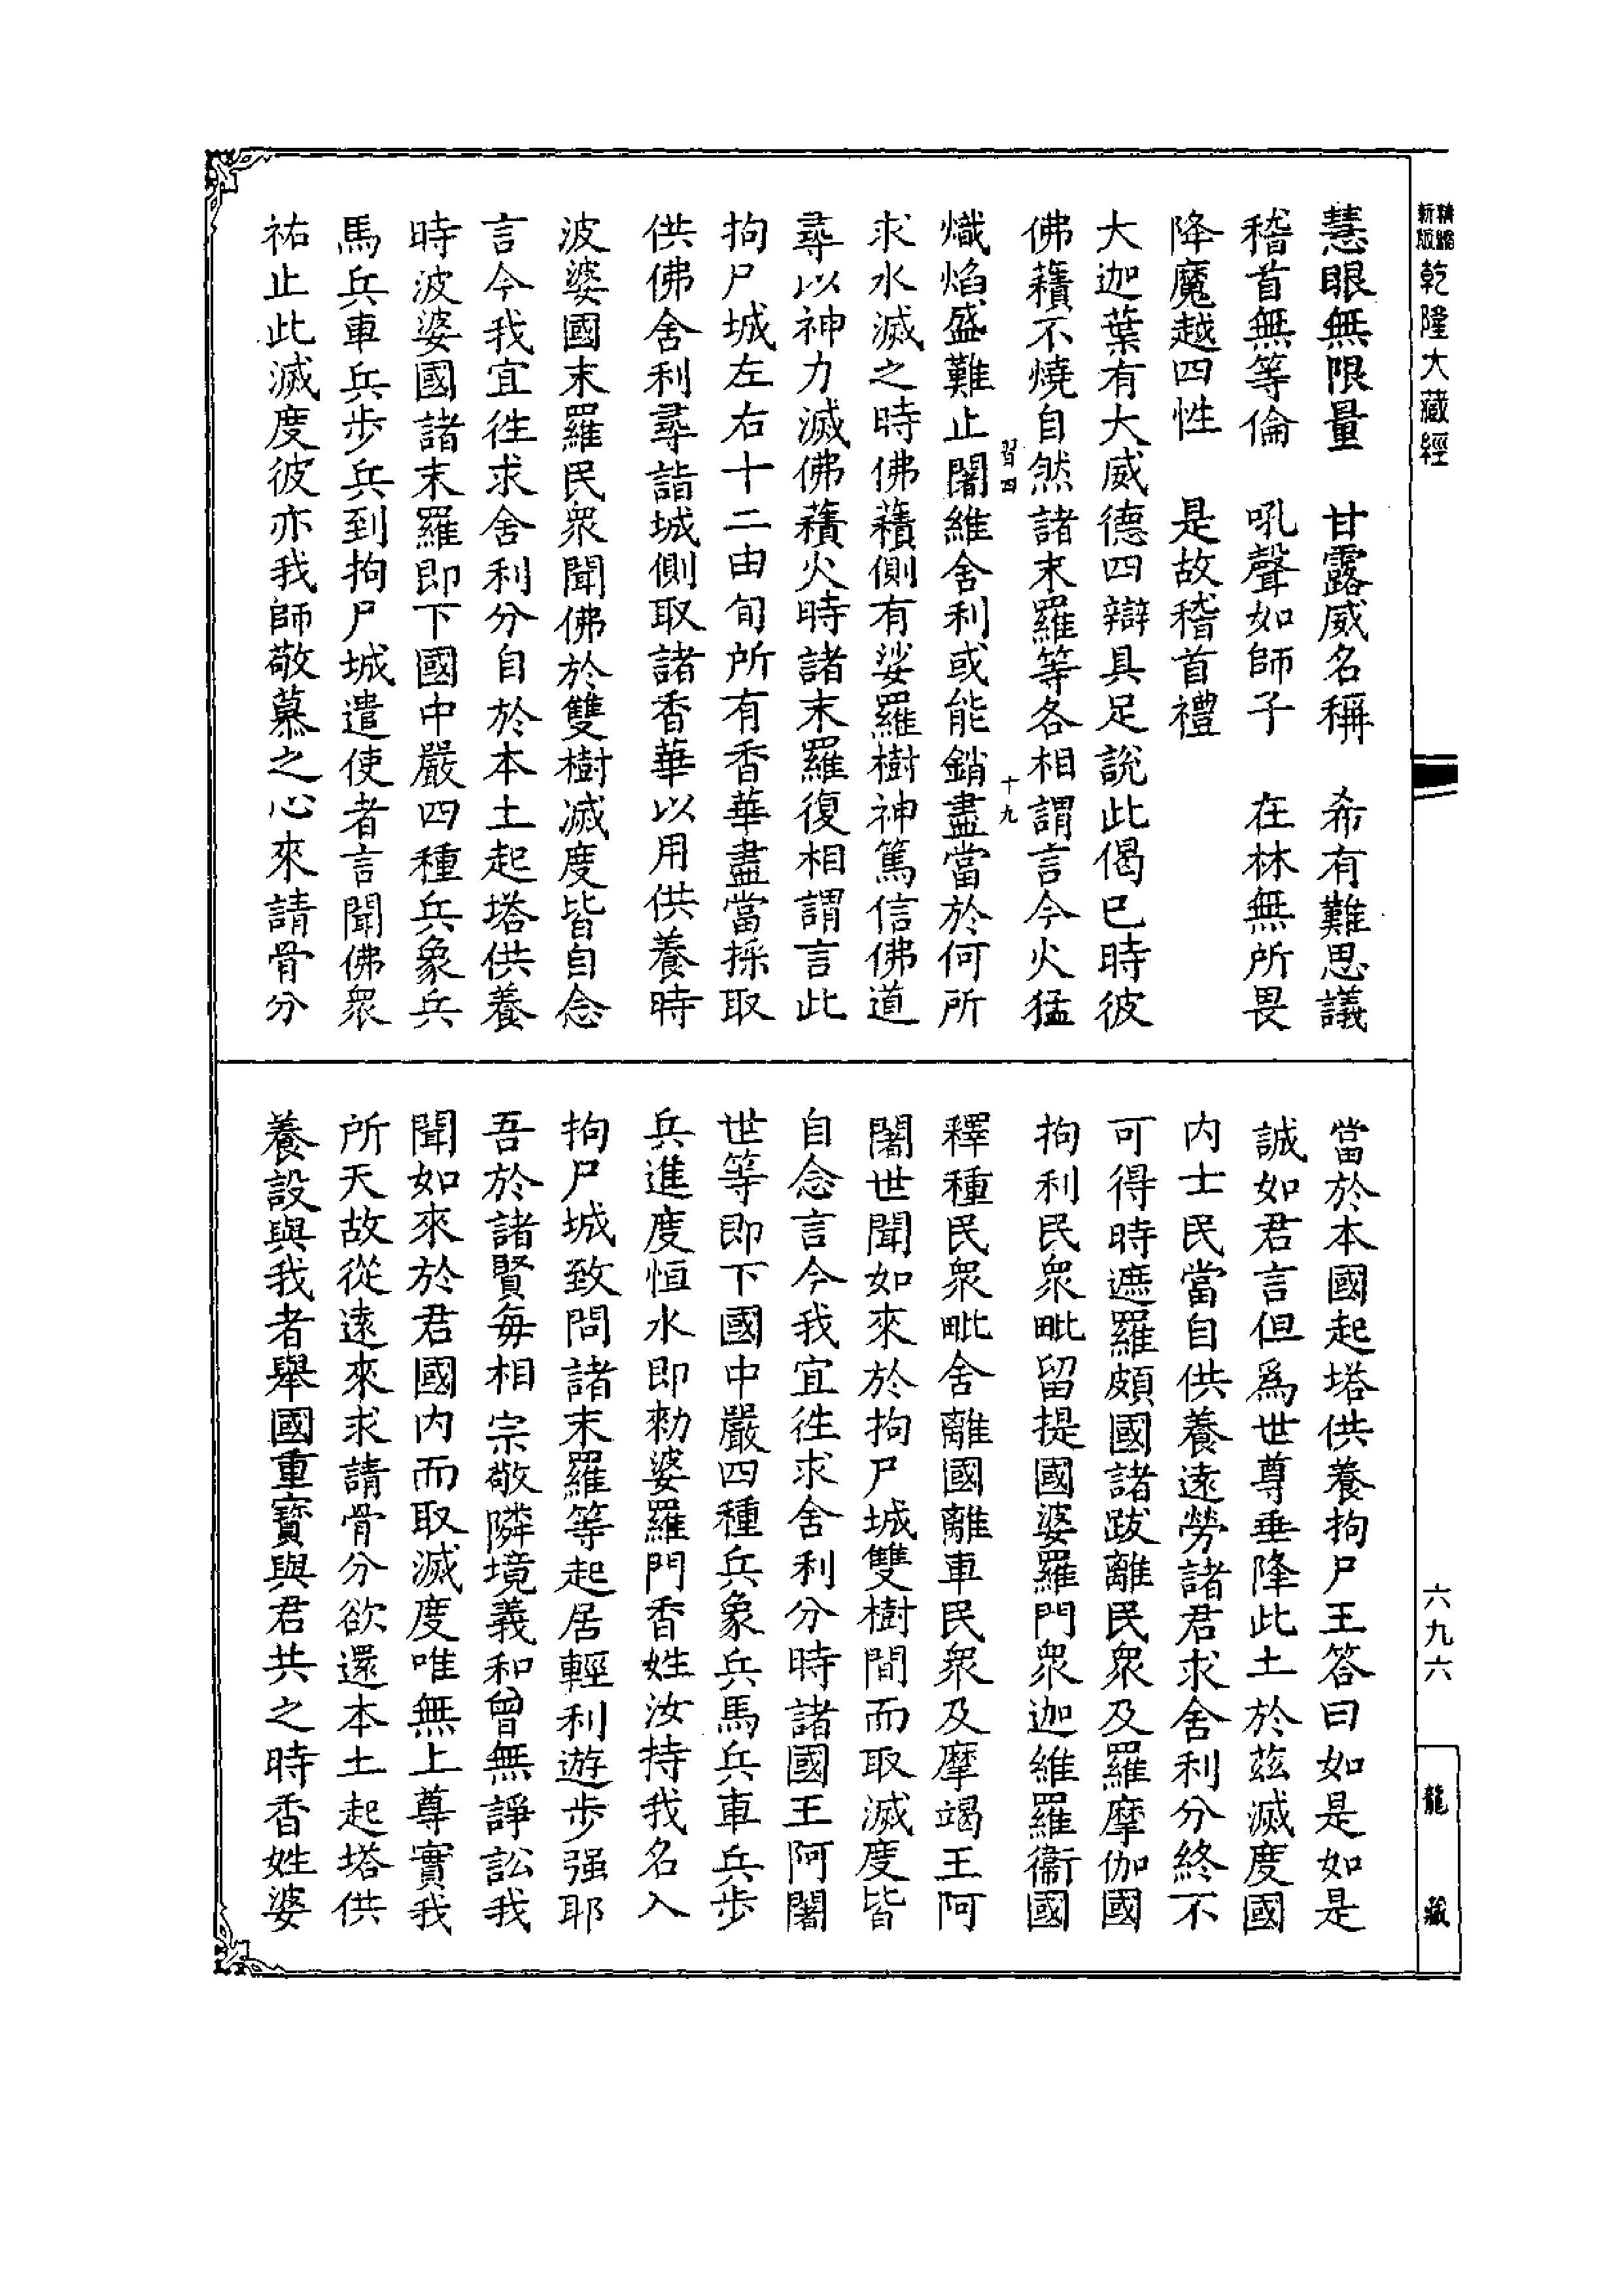 精縮
新版
乾隆大藏經
慧眼無限量　甘露威名稱　希有難思議
稽首無等倫　吼聲如師子　在林無所畏
降魔越四性　是故稽首禮
大迦葉有大威德四辯具足說此偈已時彼
佛𧂐不燒自然諸末羅等各相謂言今火猛
習四
十九
熾焰盛難止闍維舍利或能銷盡當於何所
求水滅之時佛𧂐側有娑羅樹神篤信佛道
尋以神力滅佛𧂐火時諸末羅復相謂言此
拘尸城左右十二由旬所有香華盡當採取
供佛舍利尋詣城側取諸香華以用供養時
波婆國末羅民衆聞佛於雙樹滅度皆自念
言今我宜往求舍利分自於本土起塔供養
時波婆國諸末羅即下國中嚴四種兵象兵
馬兵車兵步兵到拘尸城遣使者言聞佛衆
祐止此滅度彼亦我師敬慕之心來請骨分
當於本國起塔供養拘尸王答曰如是如是
誠如君言但爲世尊垂降此土於茲滅度國
內士民當自供養遠勞諸君求舍利分終不
可得時遮羅頗國諸跋離民衆及羅摩伽國
拘利民衆毗留提國婆羅門衆迦維羅衞國
釋種民衆毗舍離國離車民衆及摩竭王阿
闍世聞如來於拘尸城雙樹間而取滅度皆
自念言今我宜往求舍利分時諸國王阿闍
世等即下國中嚴四種兵象兵馬兵車兵步
兵進度恒水即勑婆羅門香姓汝持我名入
拘尸城致問諸末羅等起居輕利遊步强耶
吾於諸賢每相宗敬隣境義和曾無諍訟我
聞如來於君國內而取滅度唯無上尊實我
所天故從遠來求請骨分欲還本土起塔供
養設與我者舉國重寳與君共之時香姓婆
六九六
龍藏